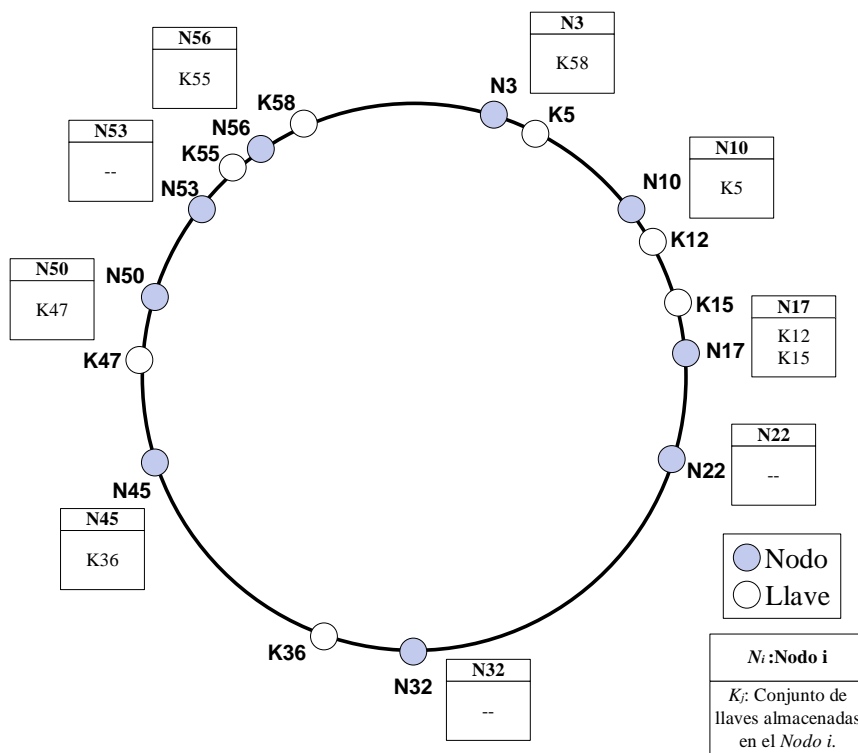 N56
K55
N3
K58
K58
N3
K5
N56
N53
--
K55
N53
N10
K5
N10
K12
N50
K47
N50
K15
N17
K12
K15
K47
N17
N22
--
N22
N45
N45
K36
Nodo
Llave
K36
N32
N32
--
Ni :Nodo i
Kj: Conjunto de
llaves almacenadas
en el Nodo i.